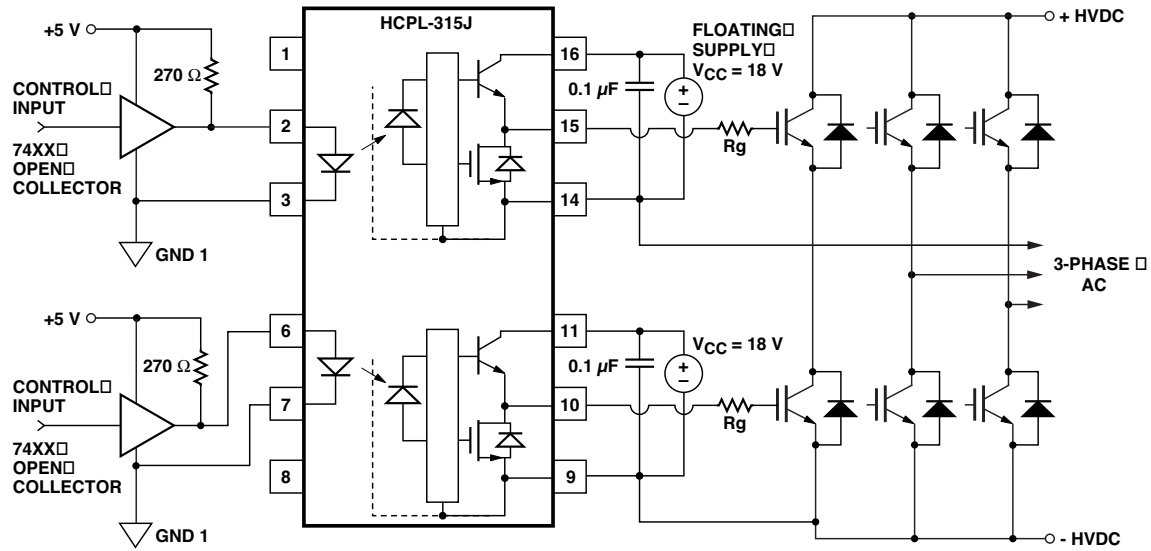 HCPL-315J
+5 V
270 Ω
CONTROL
INPUT
74XX
OPEN
COLLECTOR
GND 1
1
2
3
16
15
14
0.1 µF
FLOATING
SUPPLY
VCC = 18 V
+
–
Rg
+ HVDC
3-PHASE
AC
+5 V
270 Ω
CONTROL
INPUT
74XX
OPEN
COLLECTOR
GND 1
6
7
8
11
10
9
0.1 µF
VCC = 18 V
+
–
Rg
- HVDC